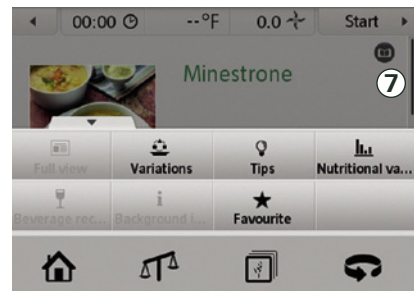 00:00 --°F 0.0 Start
Minestrone
7
Full view Variations Tips Nutritional va...
Beverage rec... Background i... Favourite